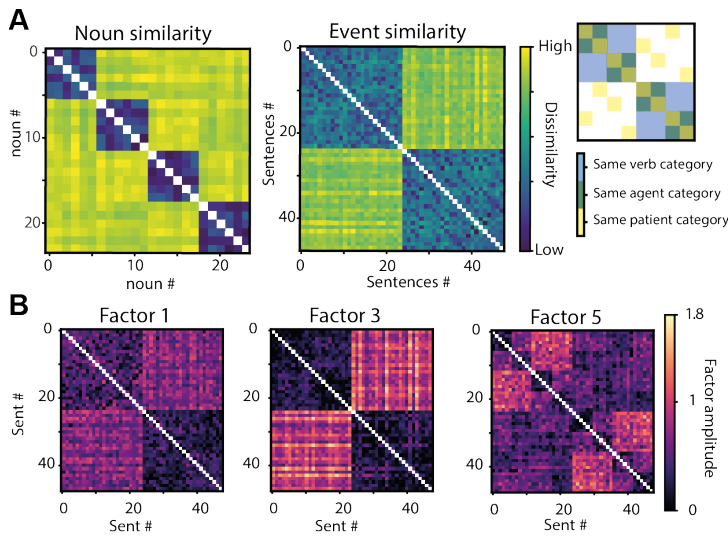 A
Noun similarity
0
10
20
noun #
0
10
20
noun #
Event similarity
0
20
40
Sentences #
0
20
40
Sentences #
High
Low
Dissimilarity
Same verb category
Same agent category
Same patient category
B
Factor 1
0
20
40
Sent #
0
20
40
Sent #
Factor 3
0
20
40
0
20
40
Sent #
Factor 5
0
20
40
0
20
40
Sent #
1.8
1
0
Factor amplitude